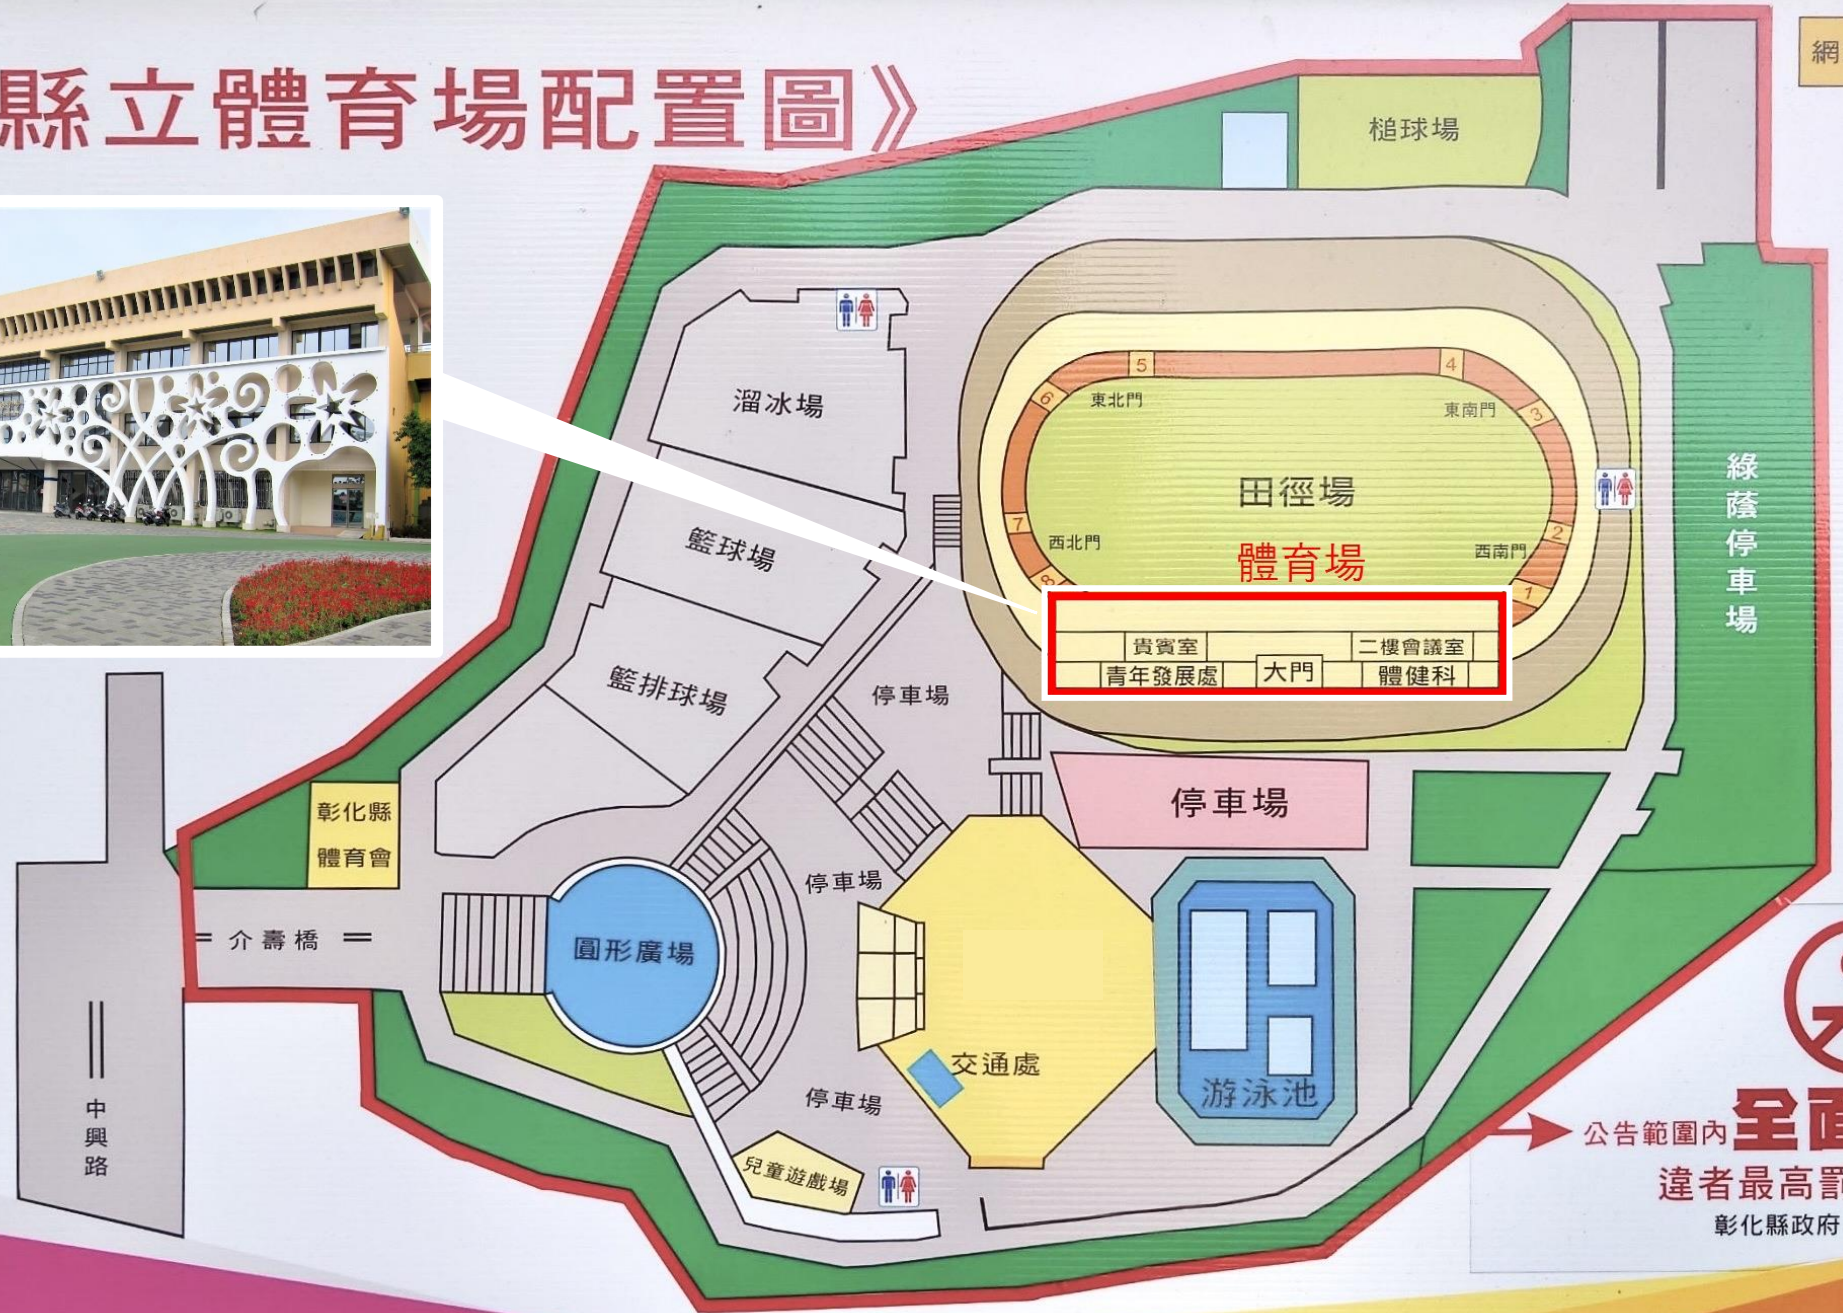 縣立體育場配置圖》
網
槌球場
溜冰場
5
4
6
東北門
東南門
3
田徑場
綠蔭停車場
籃球場
7
西北門
體育場
西南門
2
8
1
貴賓室
二樓會議室
青年發展處
大門
體健科
籃排球場
停車場
停車場
彰化縣
體育會
停車場
介壽橋
圓形廣場
交通處
游泳池
停車場
中興路
兒童遊戲場
公告範圍內全面
違者最高罰
彰化縣政府